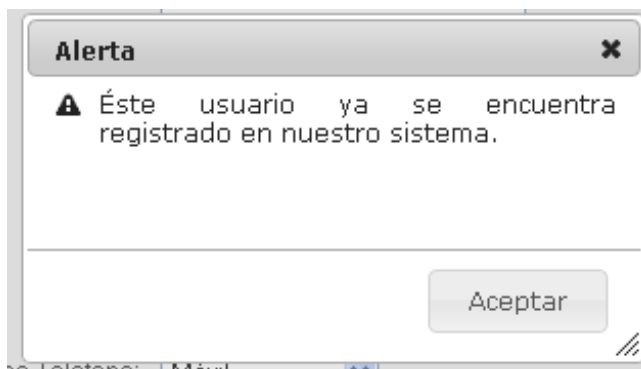 Alerta
Éste usuario ya se encuentra
registrado en nuestro sistema.
Aceptar